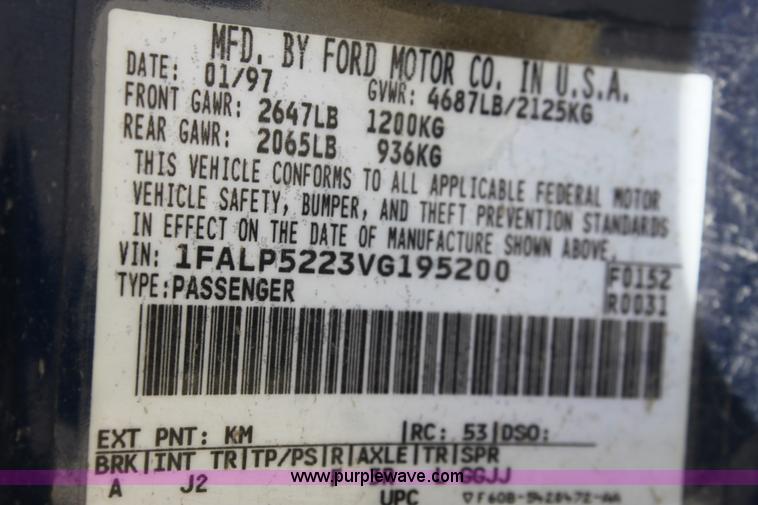 MFD. BY FORD MOTOR CO. IN U.S.A.
DATE: 01/97 GVWR: 4687LB/2125KG
FRONT GAWR: 2647LB 1200KG
REAR GAWR: 2065LB 936KG
THIS VEHICLE CONFORMS TO ALL APPLICABLE FEDERAL MOTOR
VEHICLE SAFETY, BUMPER, AND THEFT PREVENTION STANDARDS
IN EFFECT ON THE DATE OF MANUFACTURE SHOWN ABOVE.
VIN: 1FALP5223VG195200 F0152
TYPE: PASSENGER R0031
EXT PNT: KM |RC: 53|DSO:
BRK|INT TR|TP/PS|R|AXLE|TR|SPR
A J2 GGJJ
www.purplewave.com
UPC F60B-5420472-AA